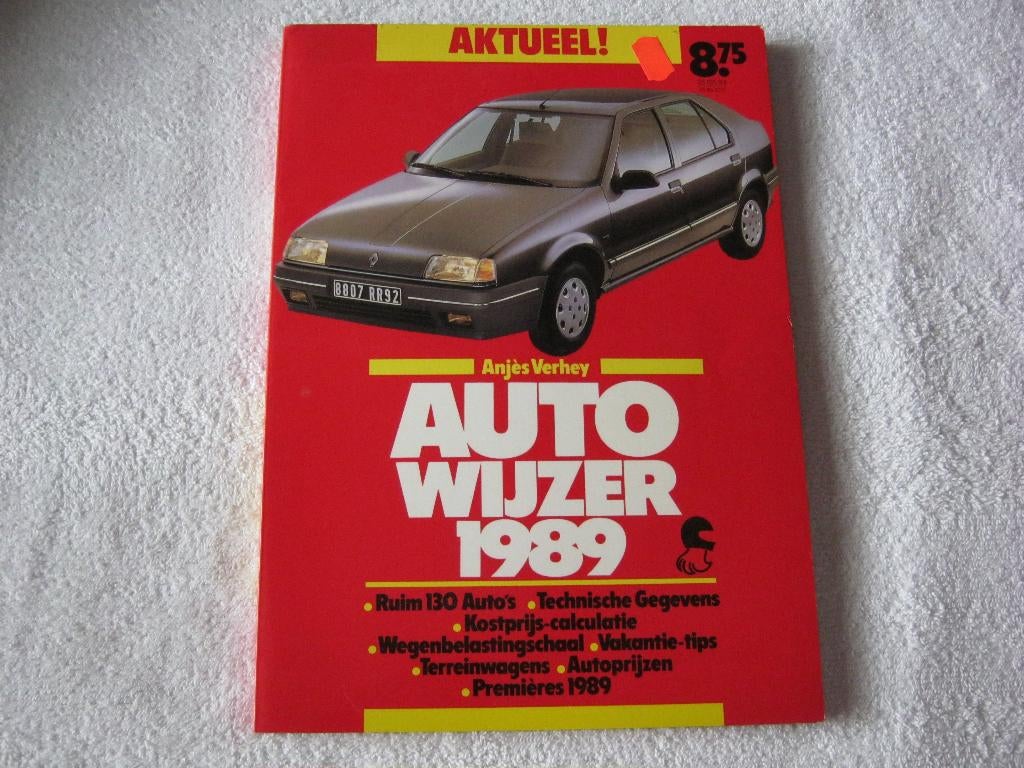 AKTUEEL!
8.75
8807 RR92
Anjès Verhey
AUTO
WIJZER
1989
• Ruim 130 Auto's • Technische Gegevens
• Kostprijs-calculatie
• Wegenbelastingschaal • Vakantie-tips
• Terreinwagens • Autoprijzen
• Premières 1989